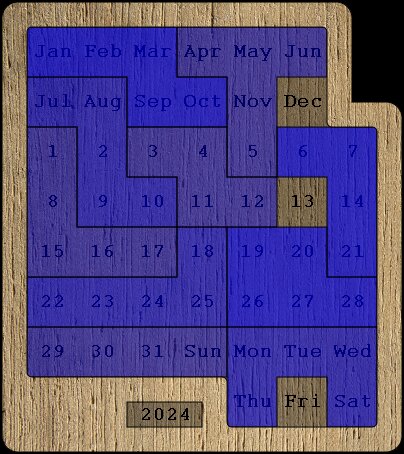 Jan Feb Mar Apr May Jun
Jul Aug Sep Oct Nov Dec
1 2 3 4 5 6 7
8 9 10 11 12 13 14
15 16 17 18 19 20 21
22 23 24 25 26 27 28
29 30 31 Sun Mon Tue Wed
Thu Fri Sat
2024